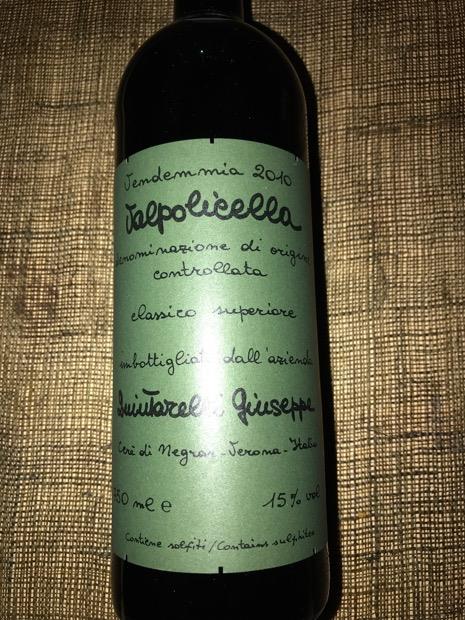 Vendemmia 2010
Valpolicella
denominazione di origine
controllata
classico superiore
imbottigliato dall'azienda
Quintarelli Giuseppe
Cerè di Negrar - Verona - Italia
750 ml e
15% vol
Contiene solfiti/Contains sulphites